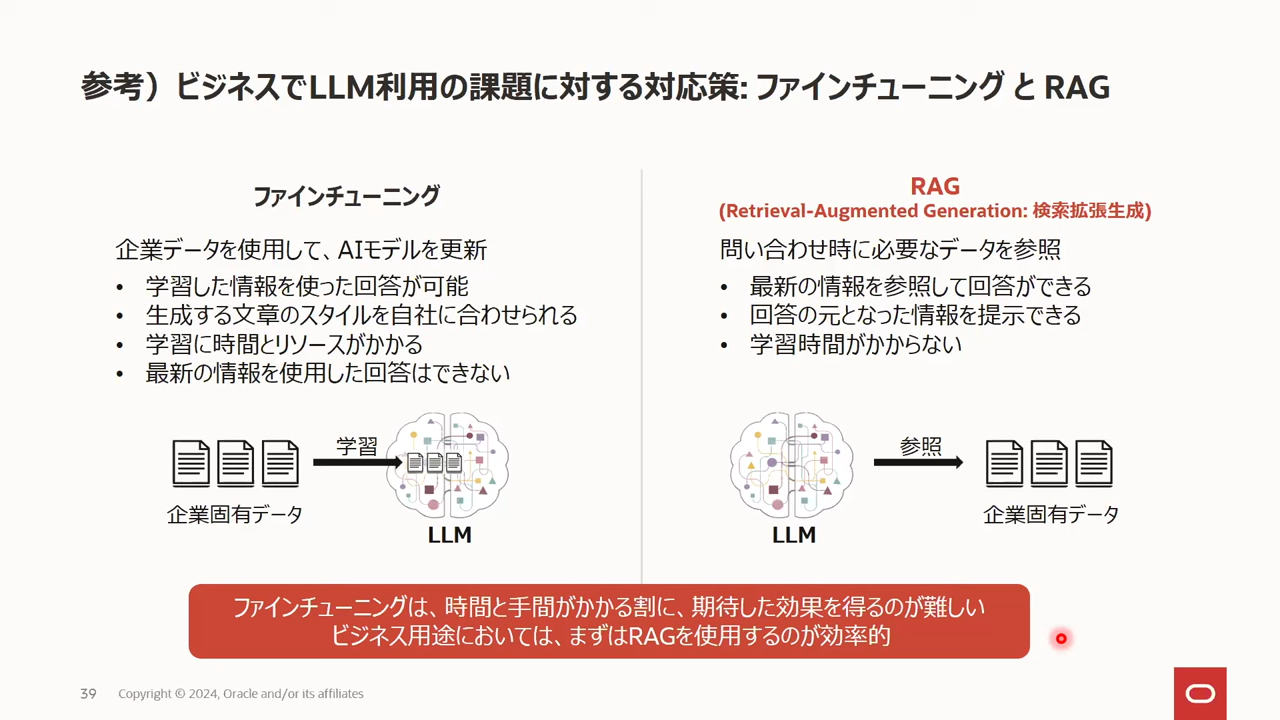 参考）ビジネスでLLM利用の課題に対する対応策: ファインチューニング と RAG
ファインチューニング
企業データを使用して、AIモデルを更新
• 学習した情報を使った回答が可能
• 生成する文章のスタイルを自社に合わせられる
• 学習に時間とリソースがかかる
• 最新の情報を使用した回答はできない
学習
企業固有データ
LLM
RAG
(Retrieval-Augmented Generation: 検索拡張生成)
問い合わせ時に必要なデータを参照
• 最新の情報を参照して回答ができる
• 回答の元となった情報を提示できる
• 学習時間がかからない
参照
LLM
企業固有データ
ファインチューニングは、時間と手間がかかる割に、期待した効果を得るのが難しい
ビジネス用途においては、まずはRAGを使用するのが効率的
39 Copyright © 2024, Oracle and/or its affiliates